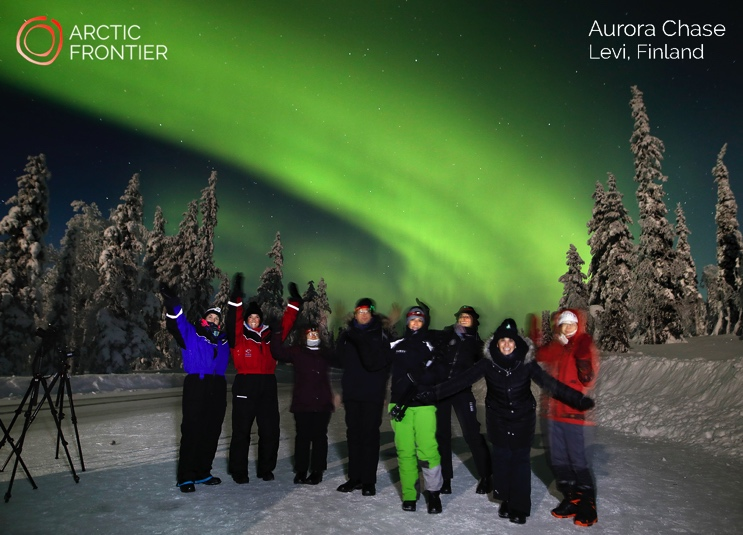 ARCTIC
FRONTIER
Aurora Chase
Levi, Finland